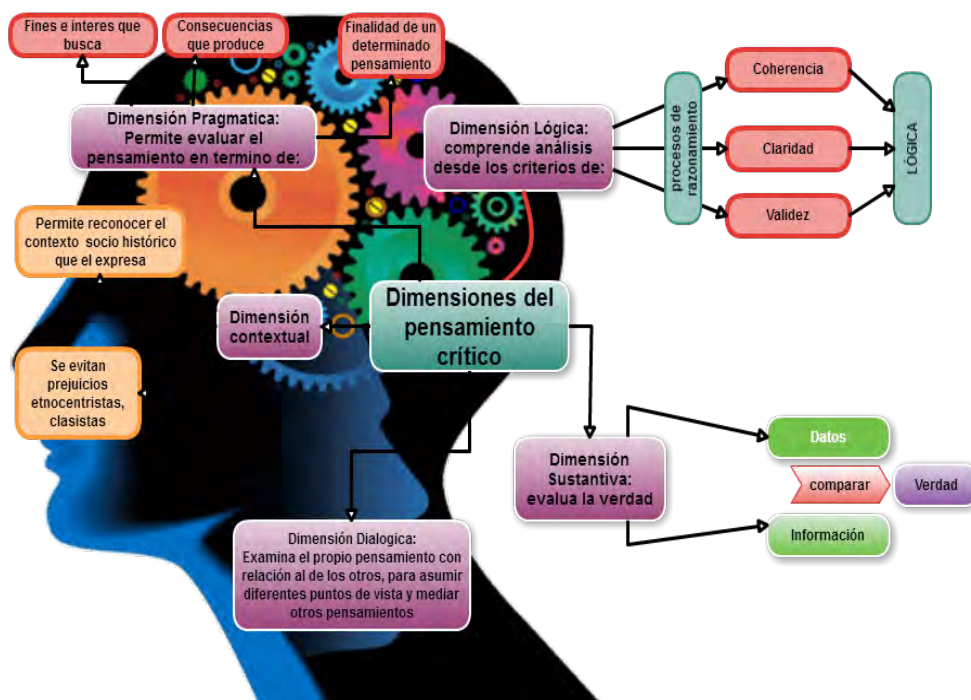 Fines e interes que
busca
Consecuencias
que produce
Finalidad de un
determinado
pensamiento
Dimensión Pragmatica:
Permite evaluar el
pensamiento en termino de:
Dimensión Lógica:
comprende análisis
desde los criterios de:
procesos de
razonamiento
Coherencia
Claridad
Validez
LÓGICA
Permite reconocer el
contexto socio histórico
que el expresa
Dimensión
contextual
Dimensiones del
pensamiento
crítico
Se evitan
prejuicios
etnocentristas,
clasistas
Dimensión
Sustantiva:
evalua la verdad
Datos
comparar
Verdad
Información
Dimensión Dialogica:
Examina el propio pensamiento con
relación al de los otros, para asumir
diferentes puntos de vista y mediar
otros pensamientos